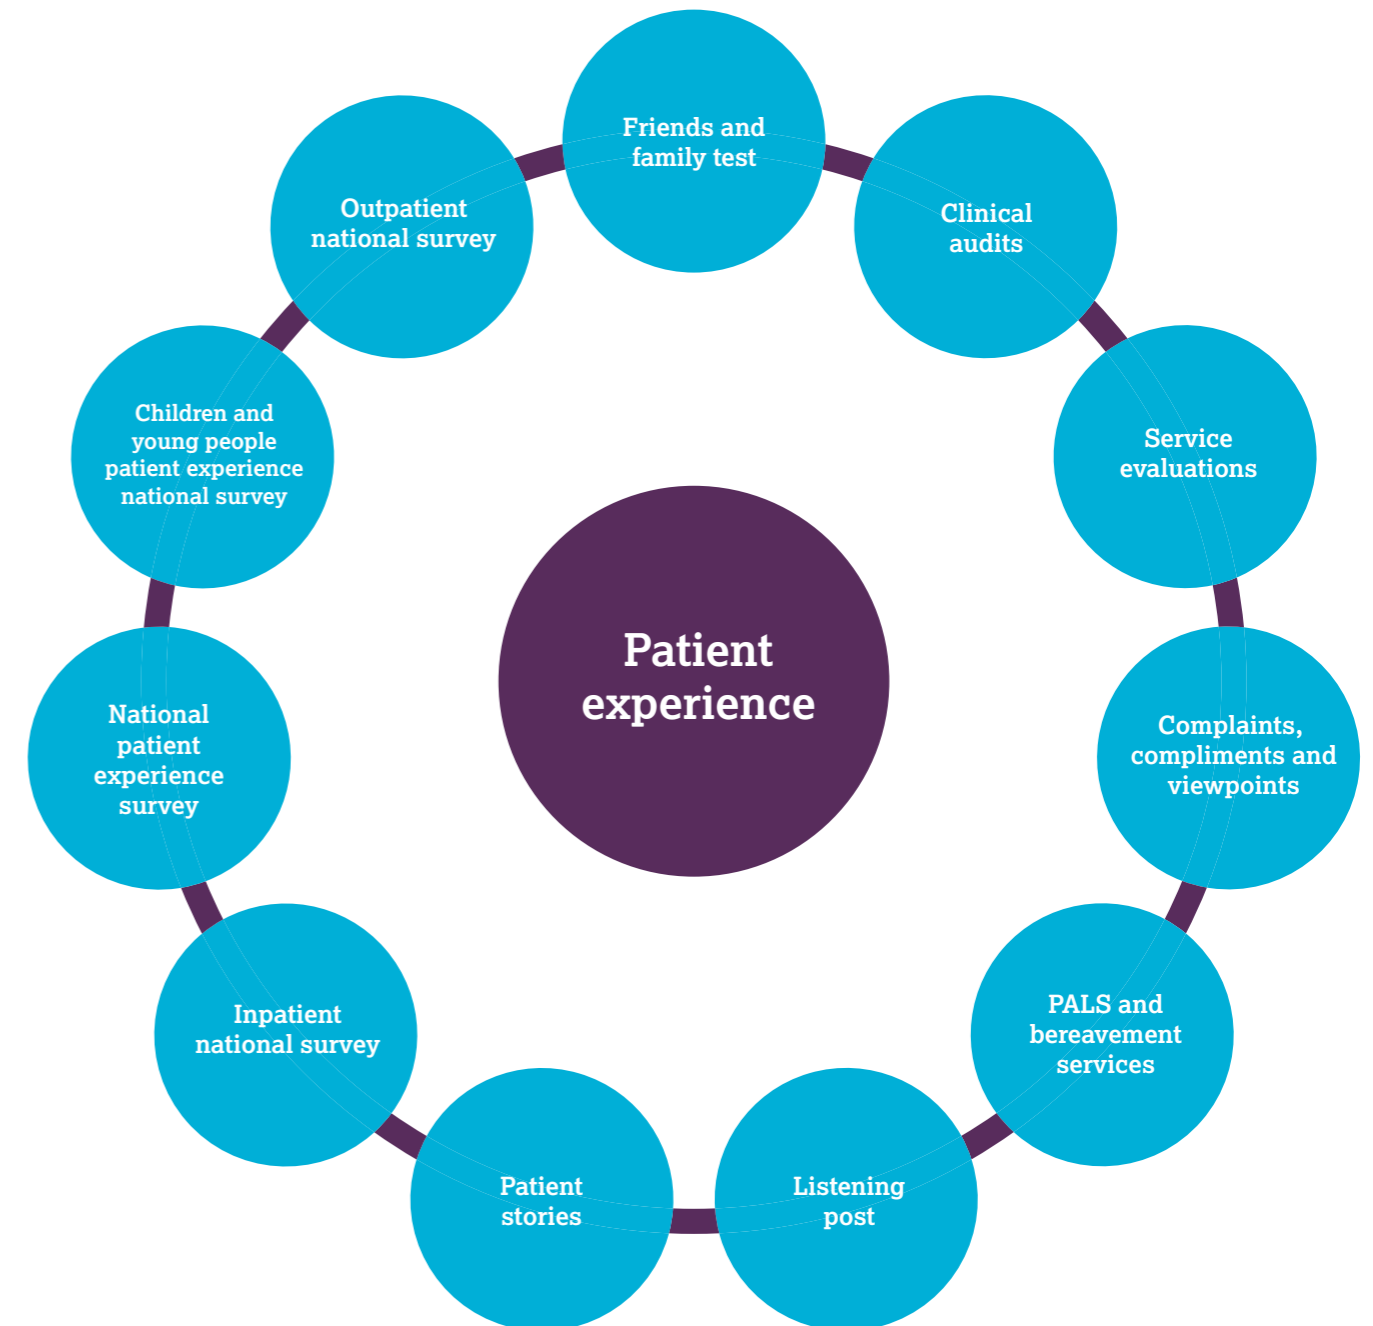 Friends and
family test
Clinical
audits
Service
evaluations
Complaints,
compliments and
viewpoints
PALS and
bereavement
services
Listening
post
Patient
stories
Inpatient
national survey
National
patient
experience
survey
Children and
young people
patient experience
national survey
Outpatient
national survey
Patient
experience